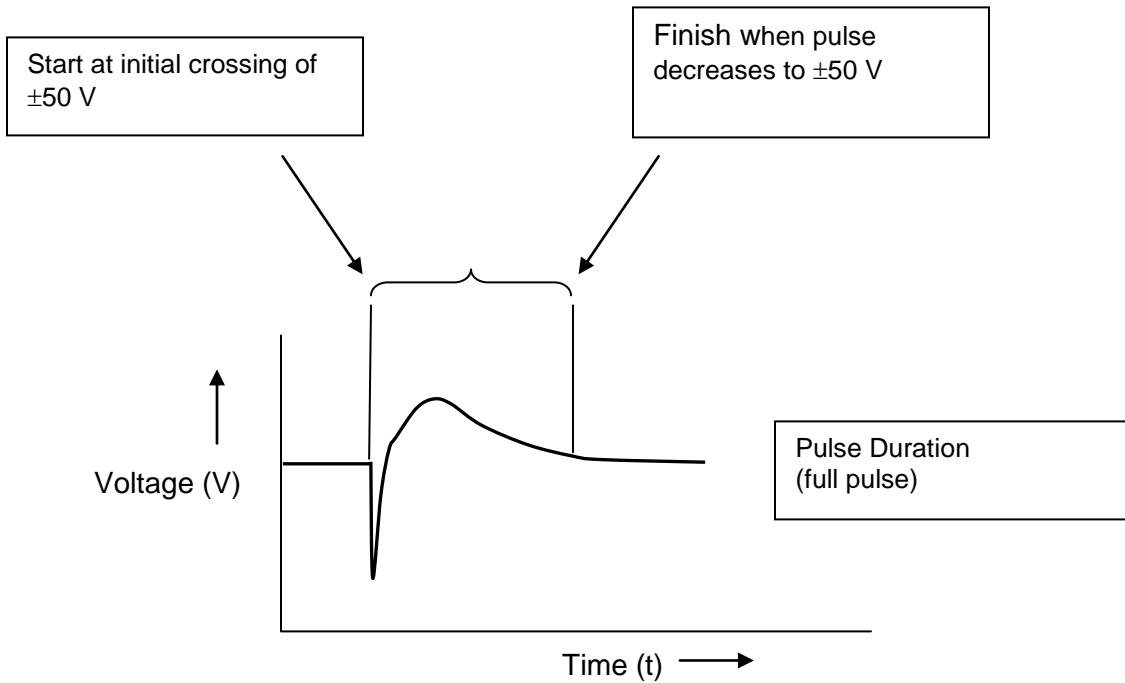 Start at initial crossing of
±50 V
Finish when pulse
decreases to ±50 V
Voltage (V)
Pulse Duration
(full pulse)
Time (t)